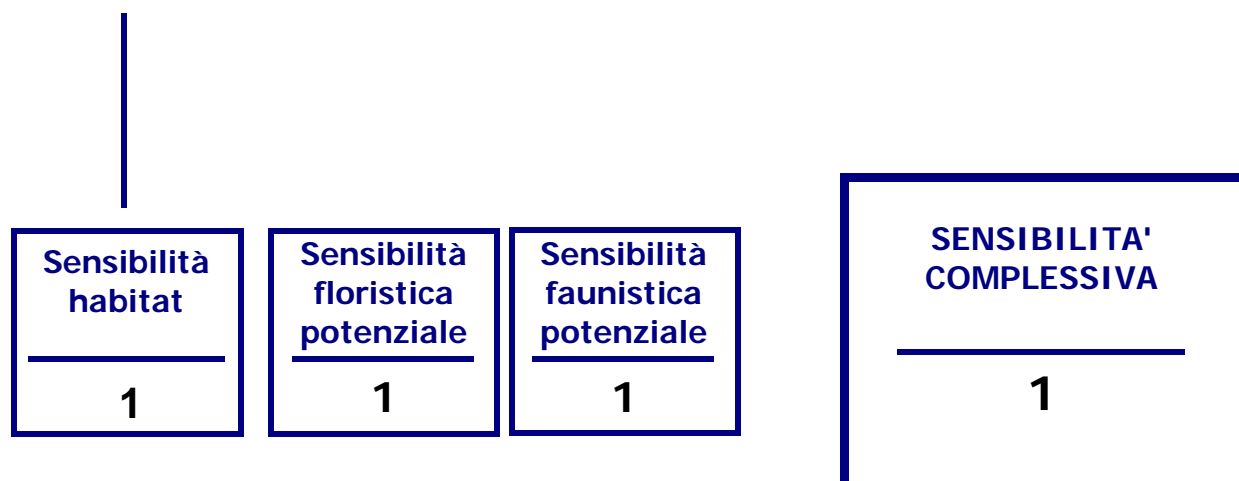 Sensibilità
habitat
1
Sensibilità
floristica
potenziale
1
Sensibilità
faunistica
potenziale
1
SENSIBILITA'
COMPLESSIVA
1